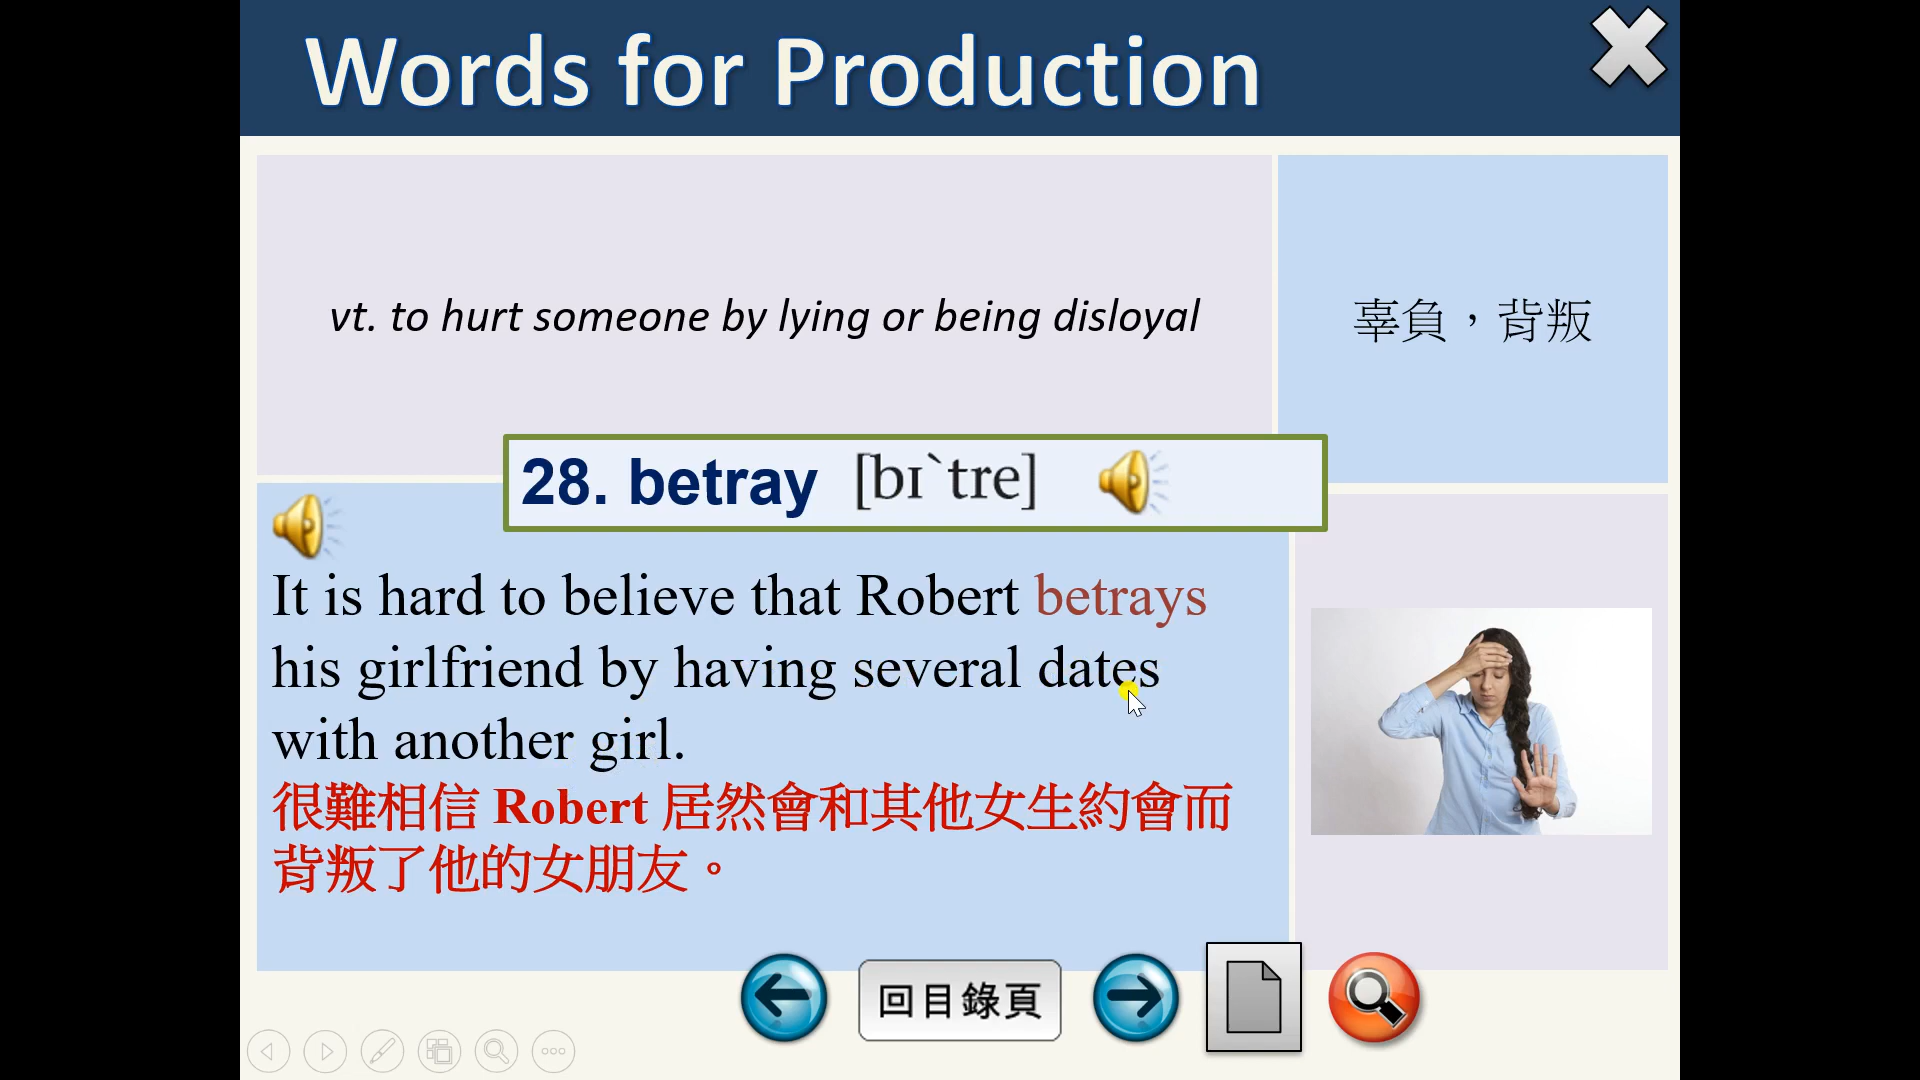 Words for Production
vt. to hurt someone by lying or being disloyal
辜負，背叛
28. betray [bɪˋtre]
It is hard to believe that Robert betrays
his girlfriend by having several dates
with another girl.
很難相信 Robert 居然會和其他女生約會而
背叛了他的女朋友。
回目錄頁